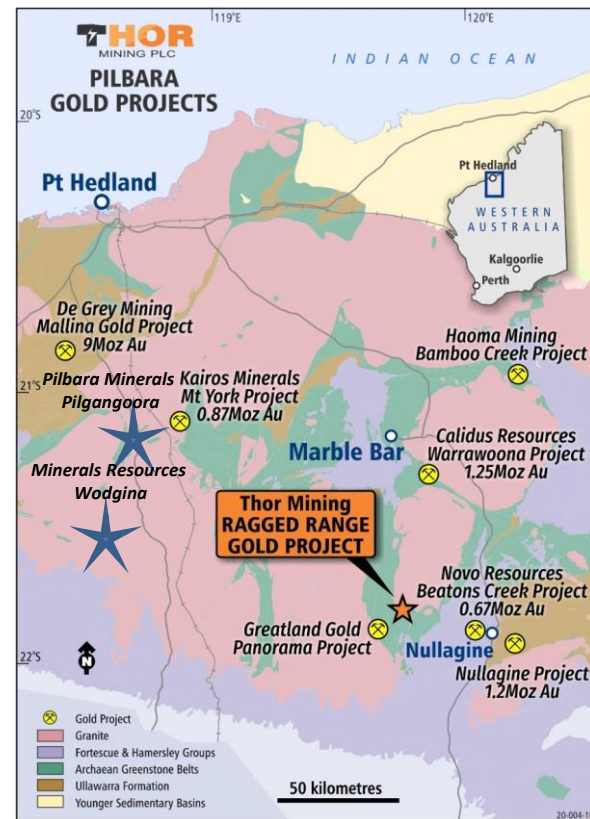 THOR
MINING PLC
PILBARA
GOLD PROJECTS
119°E
120°E
INDIAN OCEAN
20°S
Pt Hedland
Pt Hedland
WESTERN
AUSTRALIA
Kalgoorlie
Perth
De Grey Mining
Mallina Gold Project
9Moz Au
Haoma Mining
Bamboo Creek Project
21°S
Pilbara Minerals
Pilgangoora
Kairos Minerals
Mt York Project
0.87Moz Au
Marble Bar
Calidus Resources
Warrawoona Project
1.25Moz Au
Minerals Resources
Wodgina
Thor Mining
RAGGED RANGE
GOLD PROJECT
Novo Resources
Beatons Creek Project
0.67Moz Au
Greatland Gold
Panorama Project
Nullagine
Nullagine Project
1.2Moz Au
22°S
N
Gold Project
Granite
Fortescue & Hamersley Groups
Archaean Greenstone Belts
Ullawarra Formation
Younger Sedimentary Basins
50 kilometres